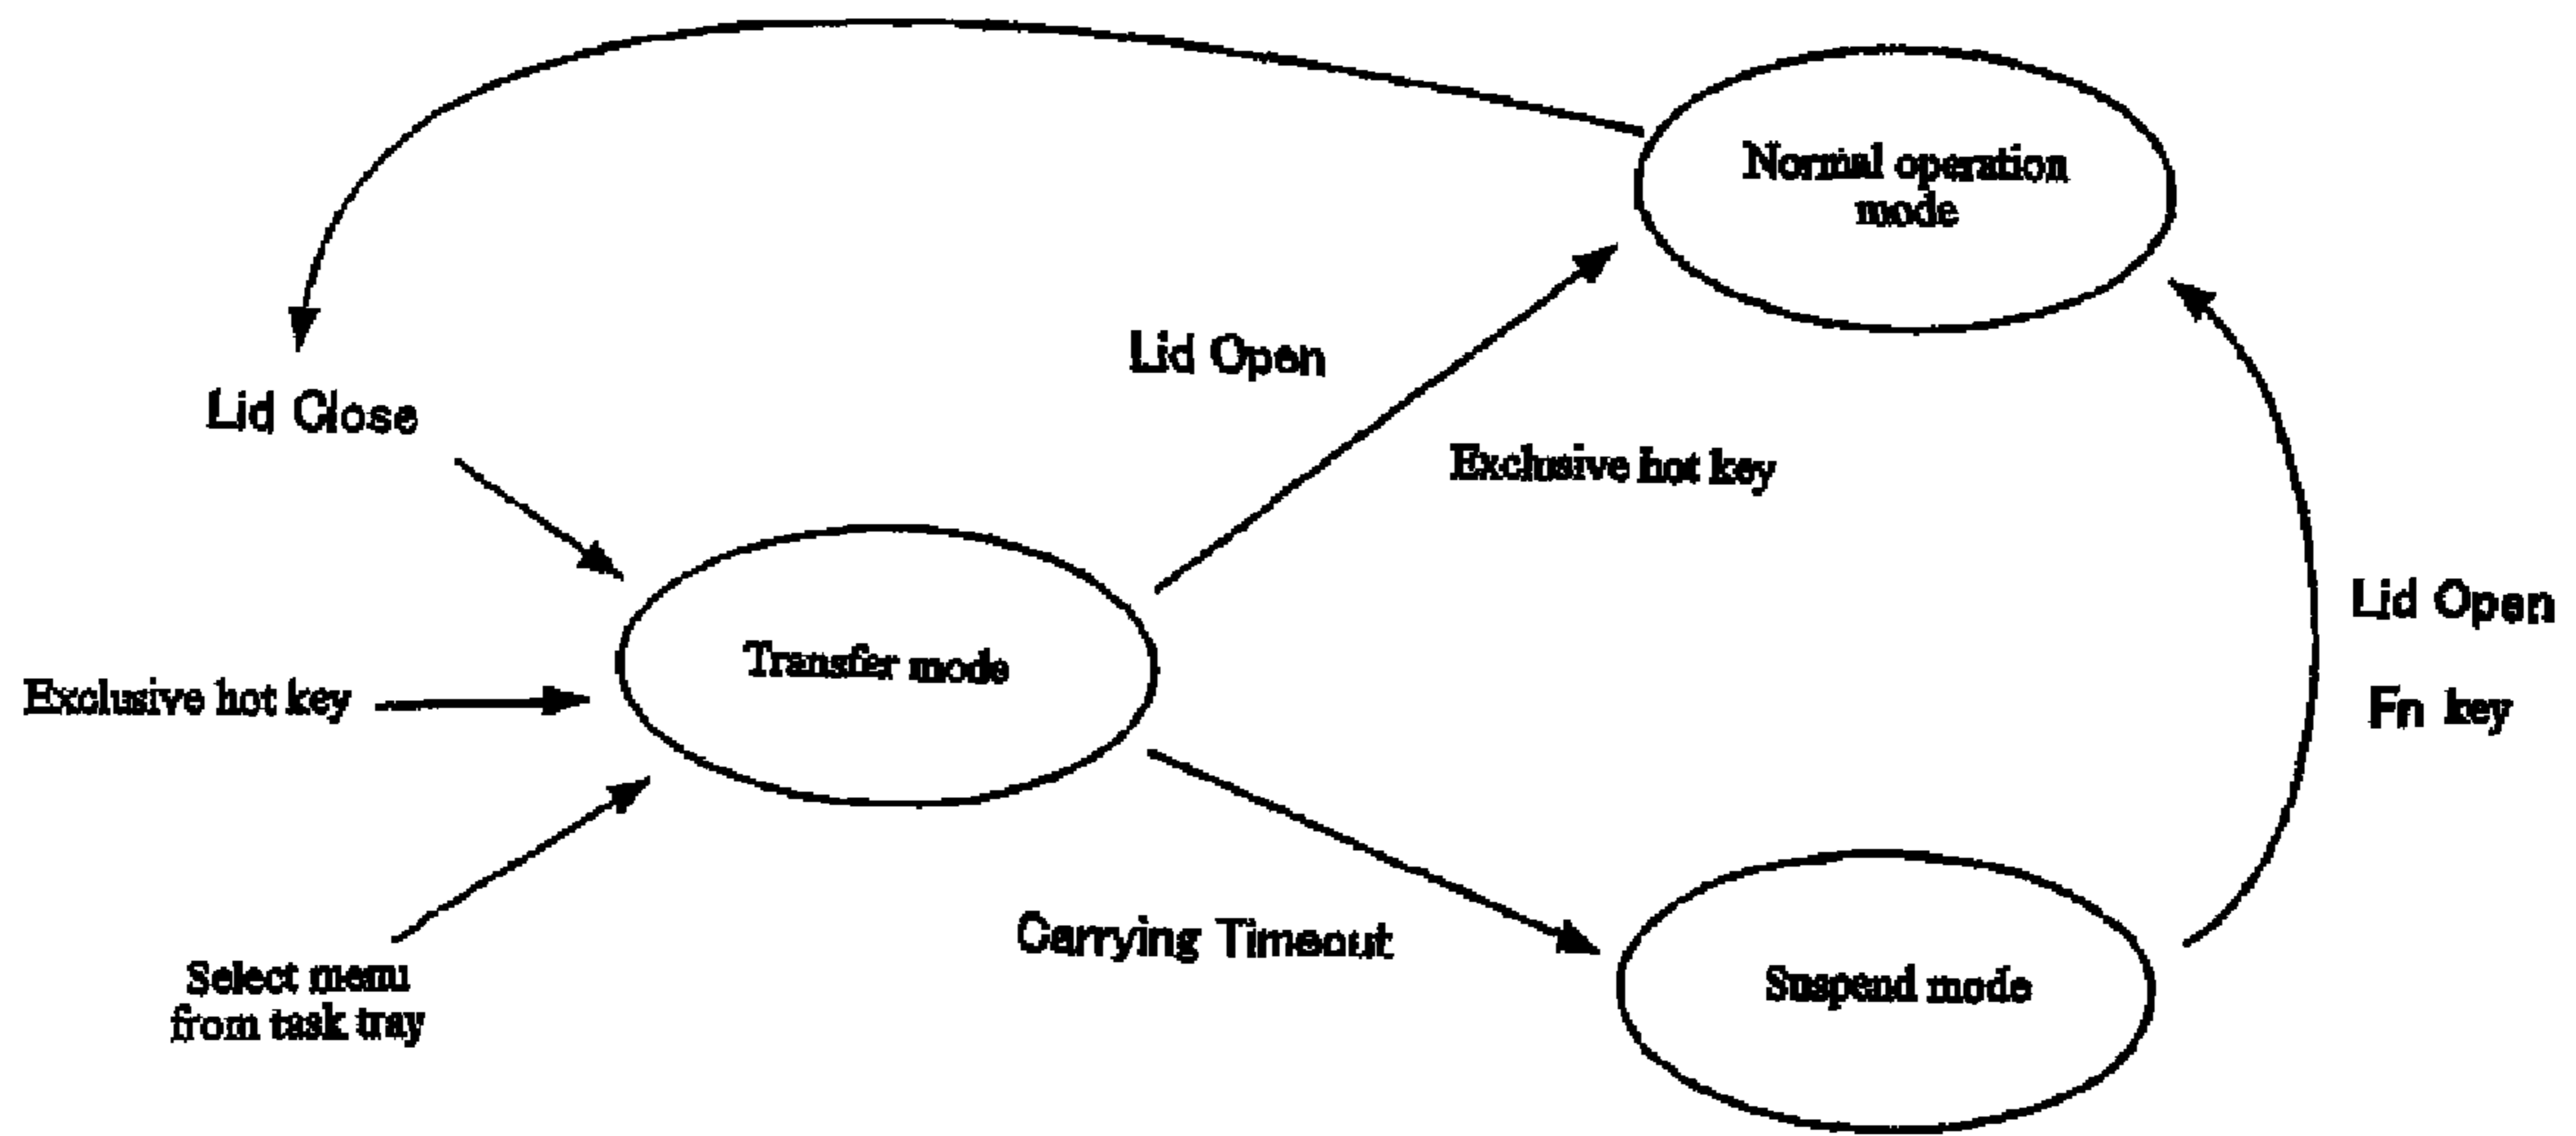 Normal operation
mode
Lid Open
Lid Close
Exclusive hot key
Lid Open
Transfer mode
Exclusive hot key
Fn key
Carrying Timeout
Select menu
from task tray
Suspend mode